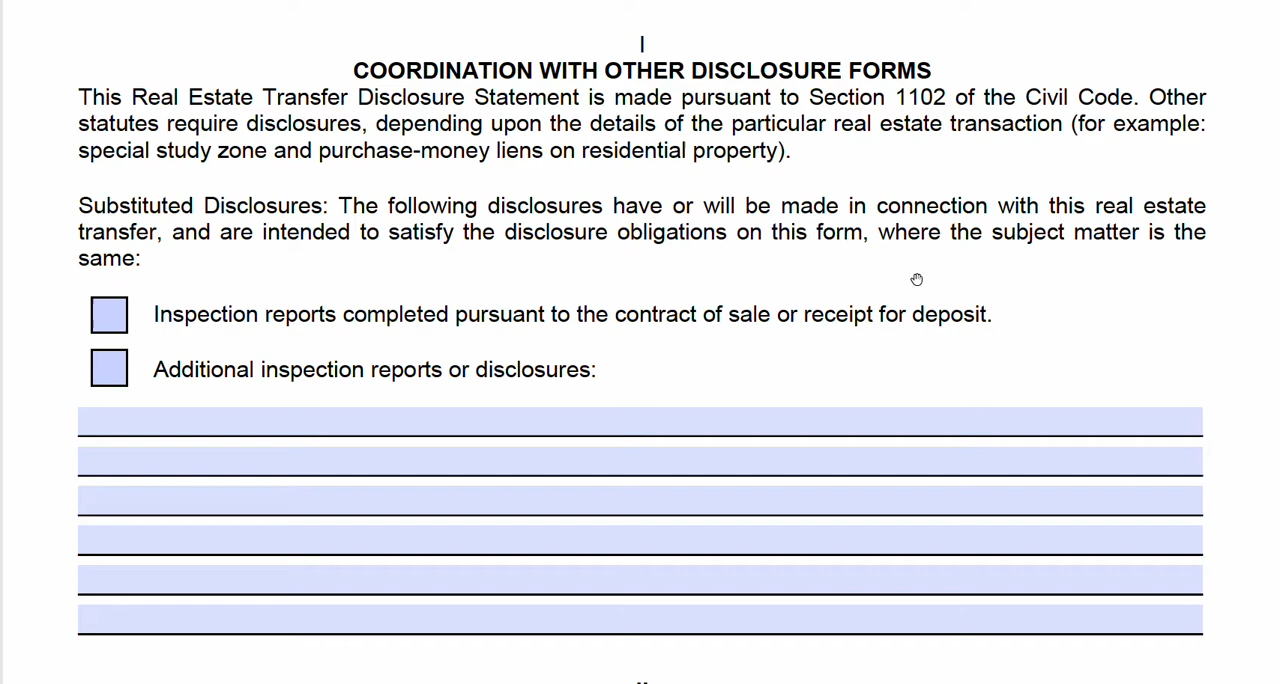 I
COORDINATION WITH OTHER DISCLOSURE FORMS
This Real Estate Transfer Disclosure Statement is made pursuant to Section 1102 of the Civil Code. Other
statutes require disclosures, depending upon the details of the particular real estate transaction (for example:
special study zone and purchase-money liens on residential property).
Substituted Disclosures: The following disclosures have or will be made in connection with this real estate
transfer, and are intended to satisfy the disclosure obligations on this form, where the subject matter is the
same:
Inspection reports completed pursuant to the contract of sale or receipt for deposit.
Additional inspection reports or disclosures: